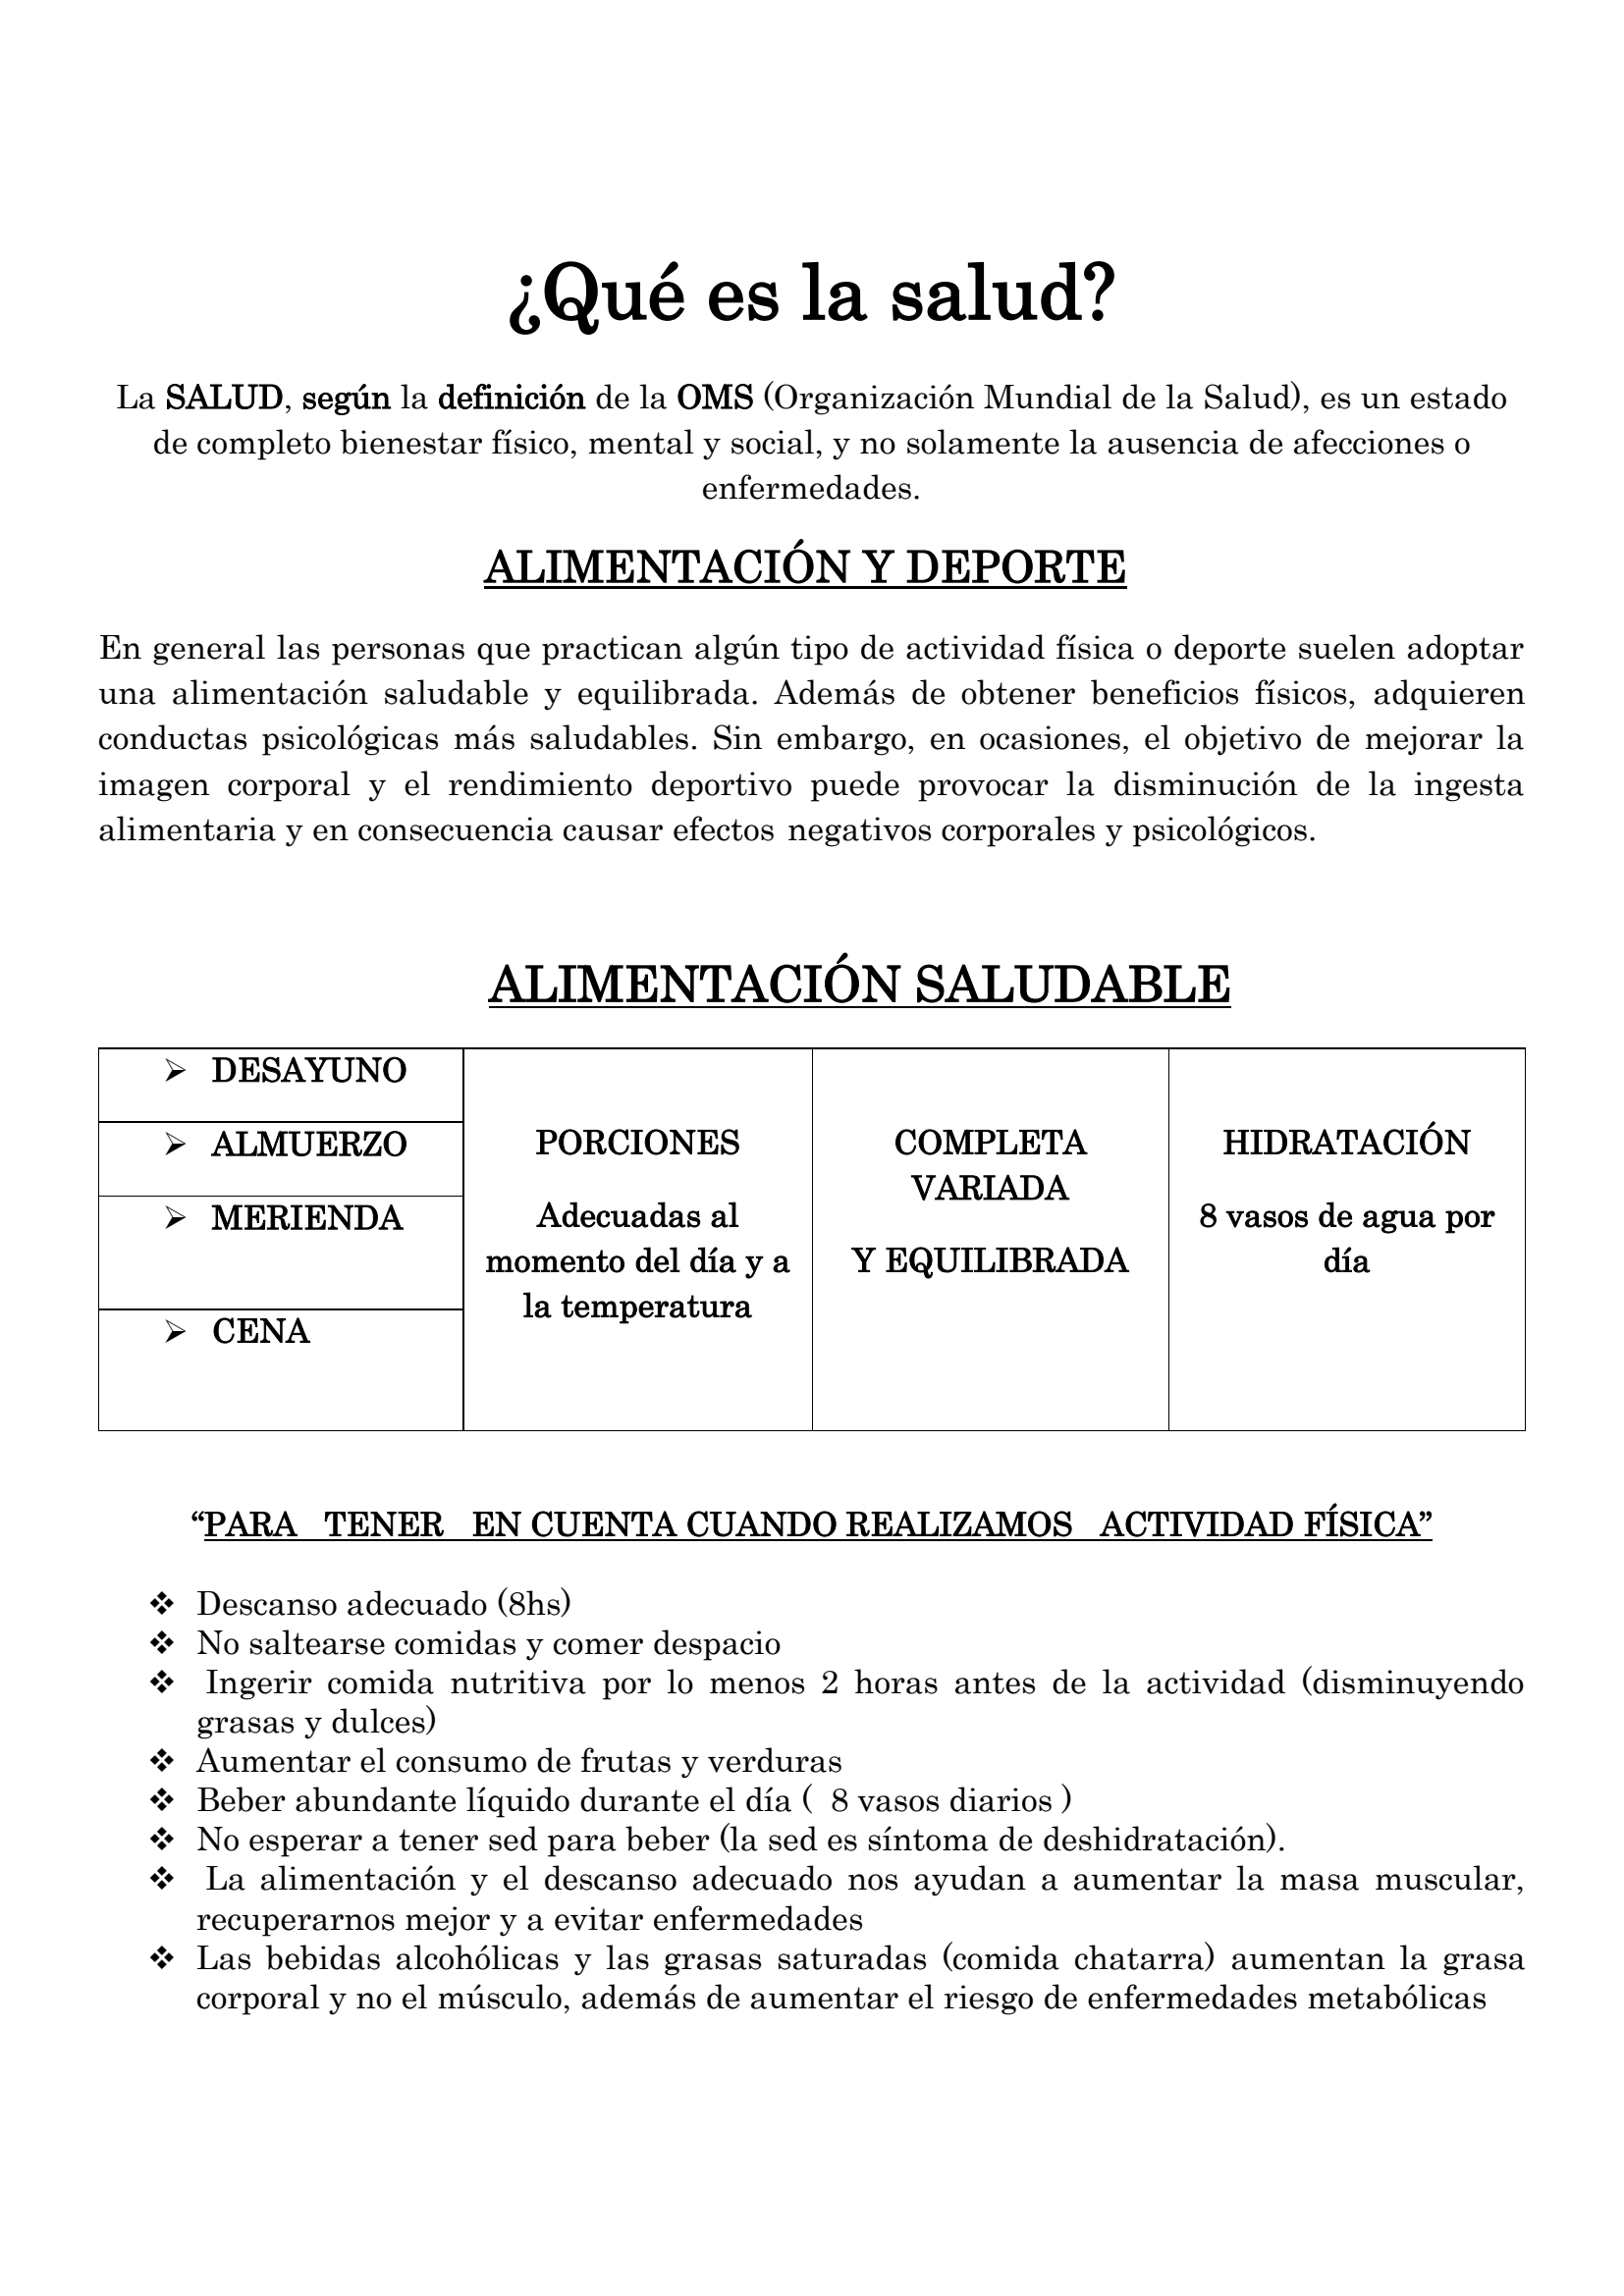 ¿Qué es la salud?
La SALUD, según la definición de la OMS (Organización Mundial de la Salud), es un estado
de completo bienestar físico, mental y social, y no solamente la ausencia de afecciones o
enfermedades.
ALIMENTACIÓN Y DEPORTE
En general las personas que practican algún tipo de actividad física o deporte suelen adoptar
una alimentación saludable y equilibrada. Además de obtener beneficios físicos, adquieren
conductas psicológicas más saludables. Sin embargo, en ocasiones, el objetivo de mejorar la
imagen corporal y el rendimiento deportivo puede provocar la disminución de la ingesta
alimentaria y en consecuencia causar efectos negativos corporales y psicológicos.
ALIMENTACIÓN SALUDABLE
➢ DESAYUNO
➢ ALMUERZO
➢ MERIENDA
➢ CENA
PORCIONES
Adecuadas al
momento del día y a
la temperatura
COMPLETA
VARIADA
Y EQUILIBRADA
HIDRATACIÓN
8 vasos de agua por
día
“PARA TENER EN CUENTA CUANDO REALIZAMOS ACTIVIDAD FÍSICA”
❖ Descanso adecuado (8hs)
❖ No saltearse comidas y comer despacio
❖ Ingerir comida nutritiva por lo menos 2 horas antes de la actividad (disminuyendo
grasas y dulces)
❖ Aumentar el consumo de frutas y verduras
❖ Beber abundante líquido durante el día ( 8 vasos diarios )
❖ No esperar a tener sed para beber (la sed es síntoma de deshidratación).
❖ La alimentación y el descanso adecuado nos ayudan a aumentar la masa muscular,
recuperarnos mejor y a evitar enfermedades
❖ Las bebidas alcohólicas y las grasas saturadas (comida chatarra) aumentan la grasa
corporal y no el músculo, además de aumentar el riesgo de enfermedades metabólicas